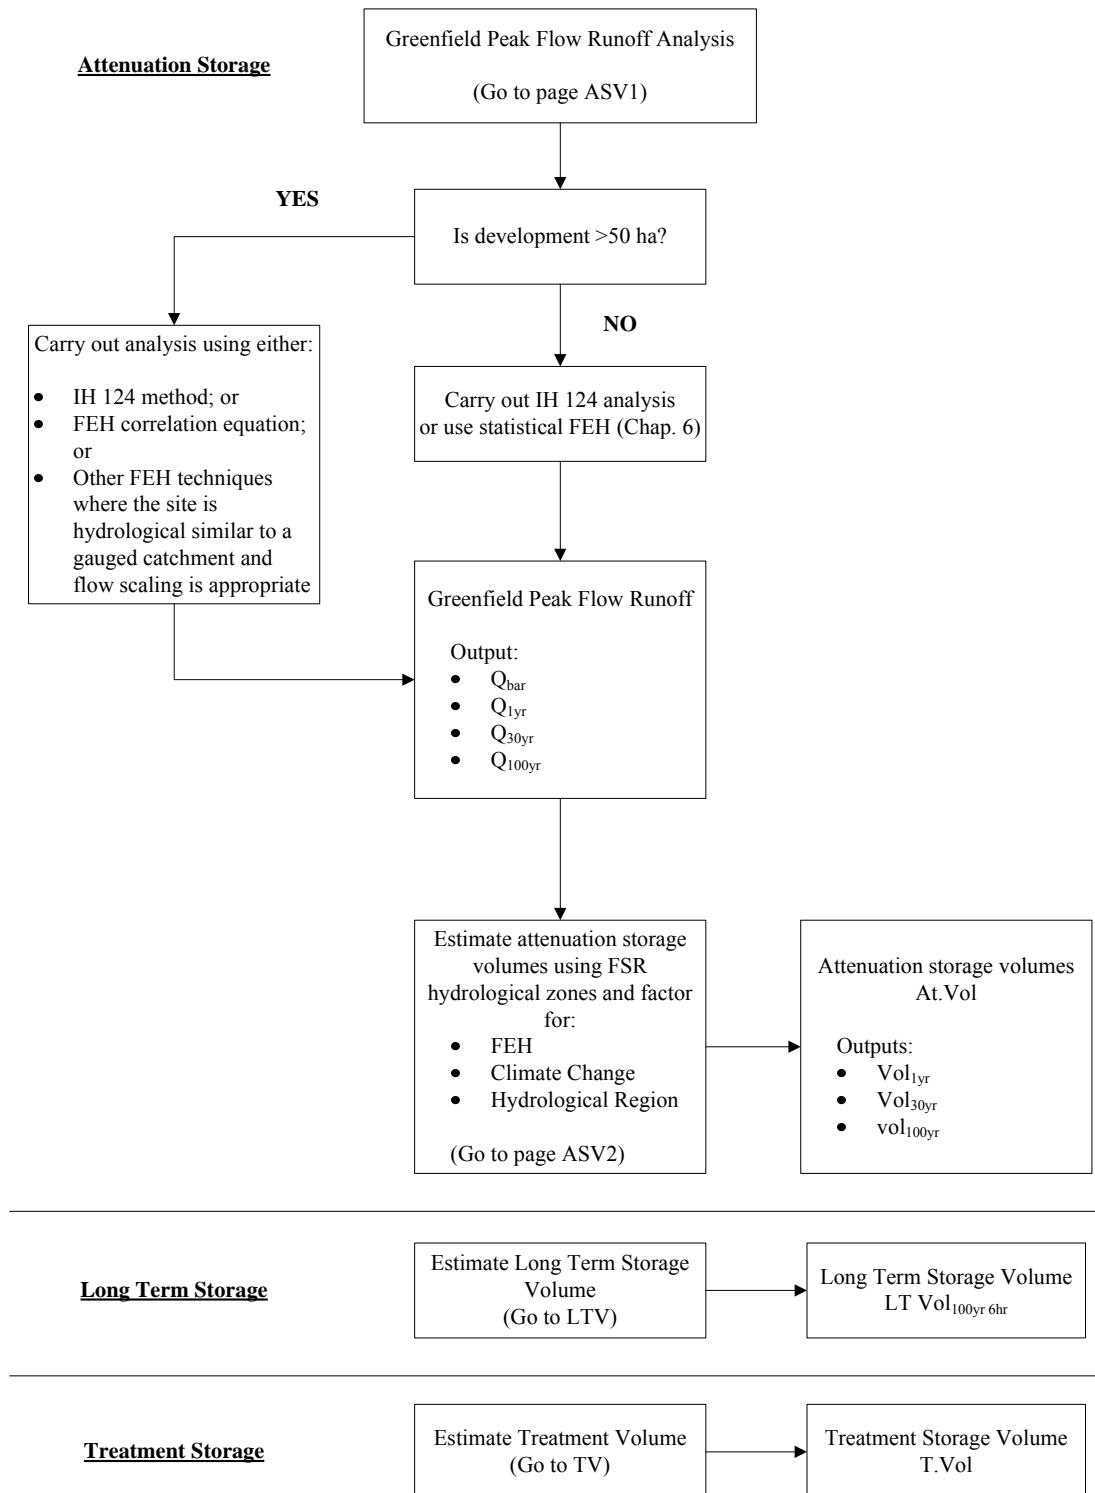 Attenuation Storage
Greenfield Peak Flow Runoff Analysis
(Go to page ASV1)
YES
Is development >50 ha?
NO
Carry out analysis using either:
• IH 124 method; or
• FEH correlation equation;
or
• Other FEH techniques
where the site is
hydrological similar to a
gauged catchment and
flow scaling is appropriate
Carry out IH 124 analysis
or use statistical FEH (Chap. 6)
Greenfield Peak Flow Runoff
Output:
• Qbar
• Q1yr
• Q30yr
• Q100yr
Estimate attenuation storage
volumes using FSR
hydrological zones and factor
for:
• FEH
• Climate Change
• Hydrological Region
(Go to page ASV2)
Attenuation storage volumes
At.Vol
Outputs:
• Vol1yr
• Vol30yr
• vol100yr
Long Term Storage
Estimate Long Term Storage
Volume
(Go to LTV)
Long Term Storage Volume
LT Vol100yr 6hr
Treatment Storage
Estimate Treatment Volume
(Go to TV)
Treatment Storage Volume
T.Vol